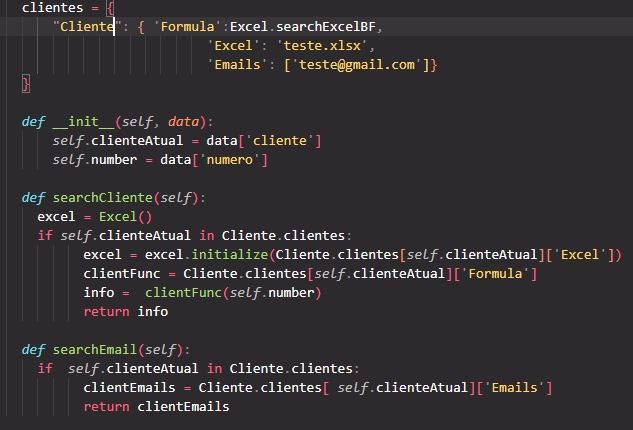 clientes = {
"Cliente": { 'Formula':Excel.searchExcelBF,
'Excel': 'teste.xlsx',
'Emails': ['teste@gmail.com']}
}
def __init__(self, data):
self.clienteAtual = data['cliente']
self.number = data['numero']
def searchCliente(self):
excel = Excel()
if self.clienteAtual in Cliente.clientes:
excel = excel.initialize(Cliente.clientes[self.clienteAtual]['Excel'])
clientFunc = Cliente.clientes[self.clienteAtual]['Formula']
info =  clientFunc(self.number)
return info
def searchEmail(self):
if  self.clienteAtual in Cliente.clientes:
clientEmails = Cliente.clientes[ self.clienteAtual]['Emails']
return clientEmails